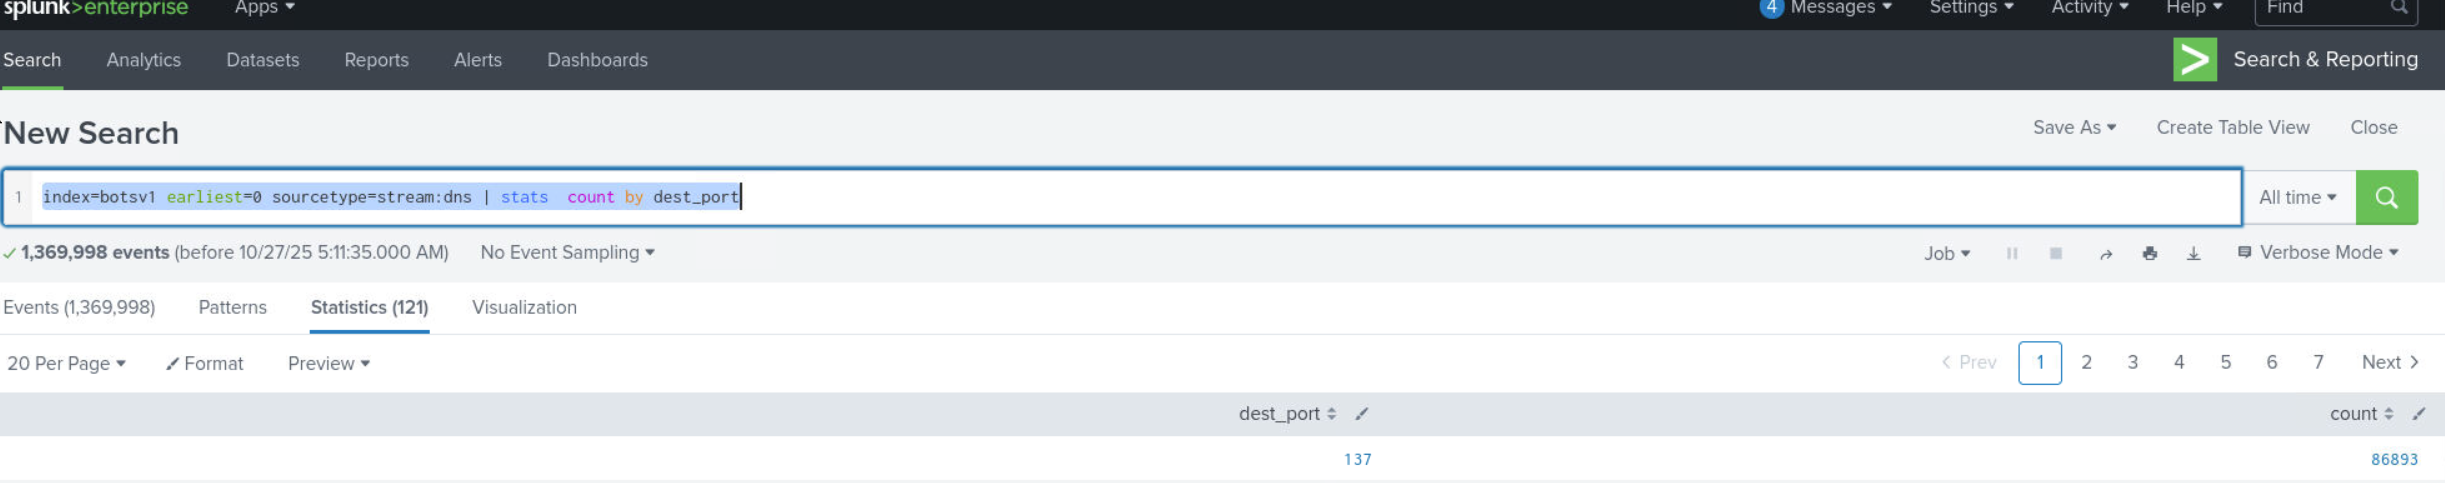 splunk>enterprise Apps 4 Messages Settings Activity Help Find
Search Analytics Datasets Reports Alerts Dashboards > Search & Reporting
New Search Save As Create Table View Close
1 index=botsv1 earliest=0 sourcetype=stream:dns | stats  count by dest_port All time
✓ 1,369,998 events (before 10/27/25 5:11:35.000 AM) No Event Sampling Job Verbose Mode
Events (1,369,998) Patterns Statistics (121) Visualization
20 Per Page Format Preview < Prev 1 2 3 4 5 6 7 Next >
dest_port count
137 86893